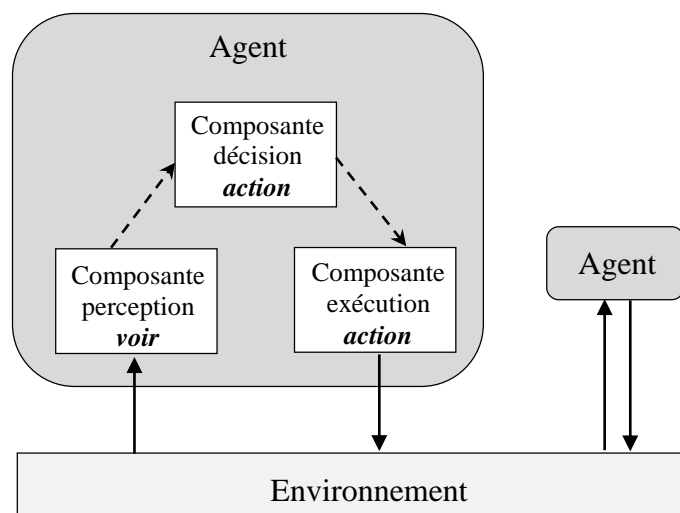 Agent
Composante
décision
action
Composante
perception
voir
Composante
exécution
action
Agent
Environnement